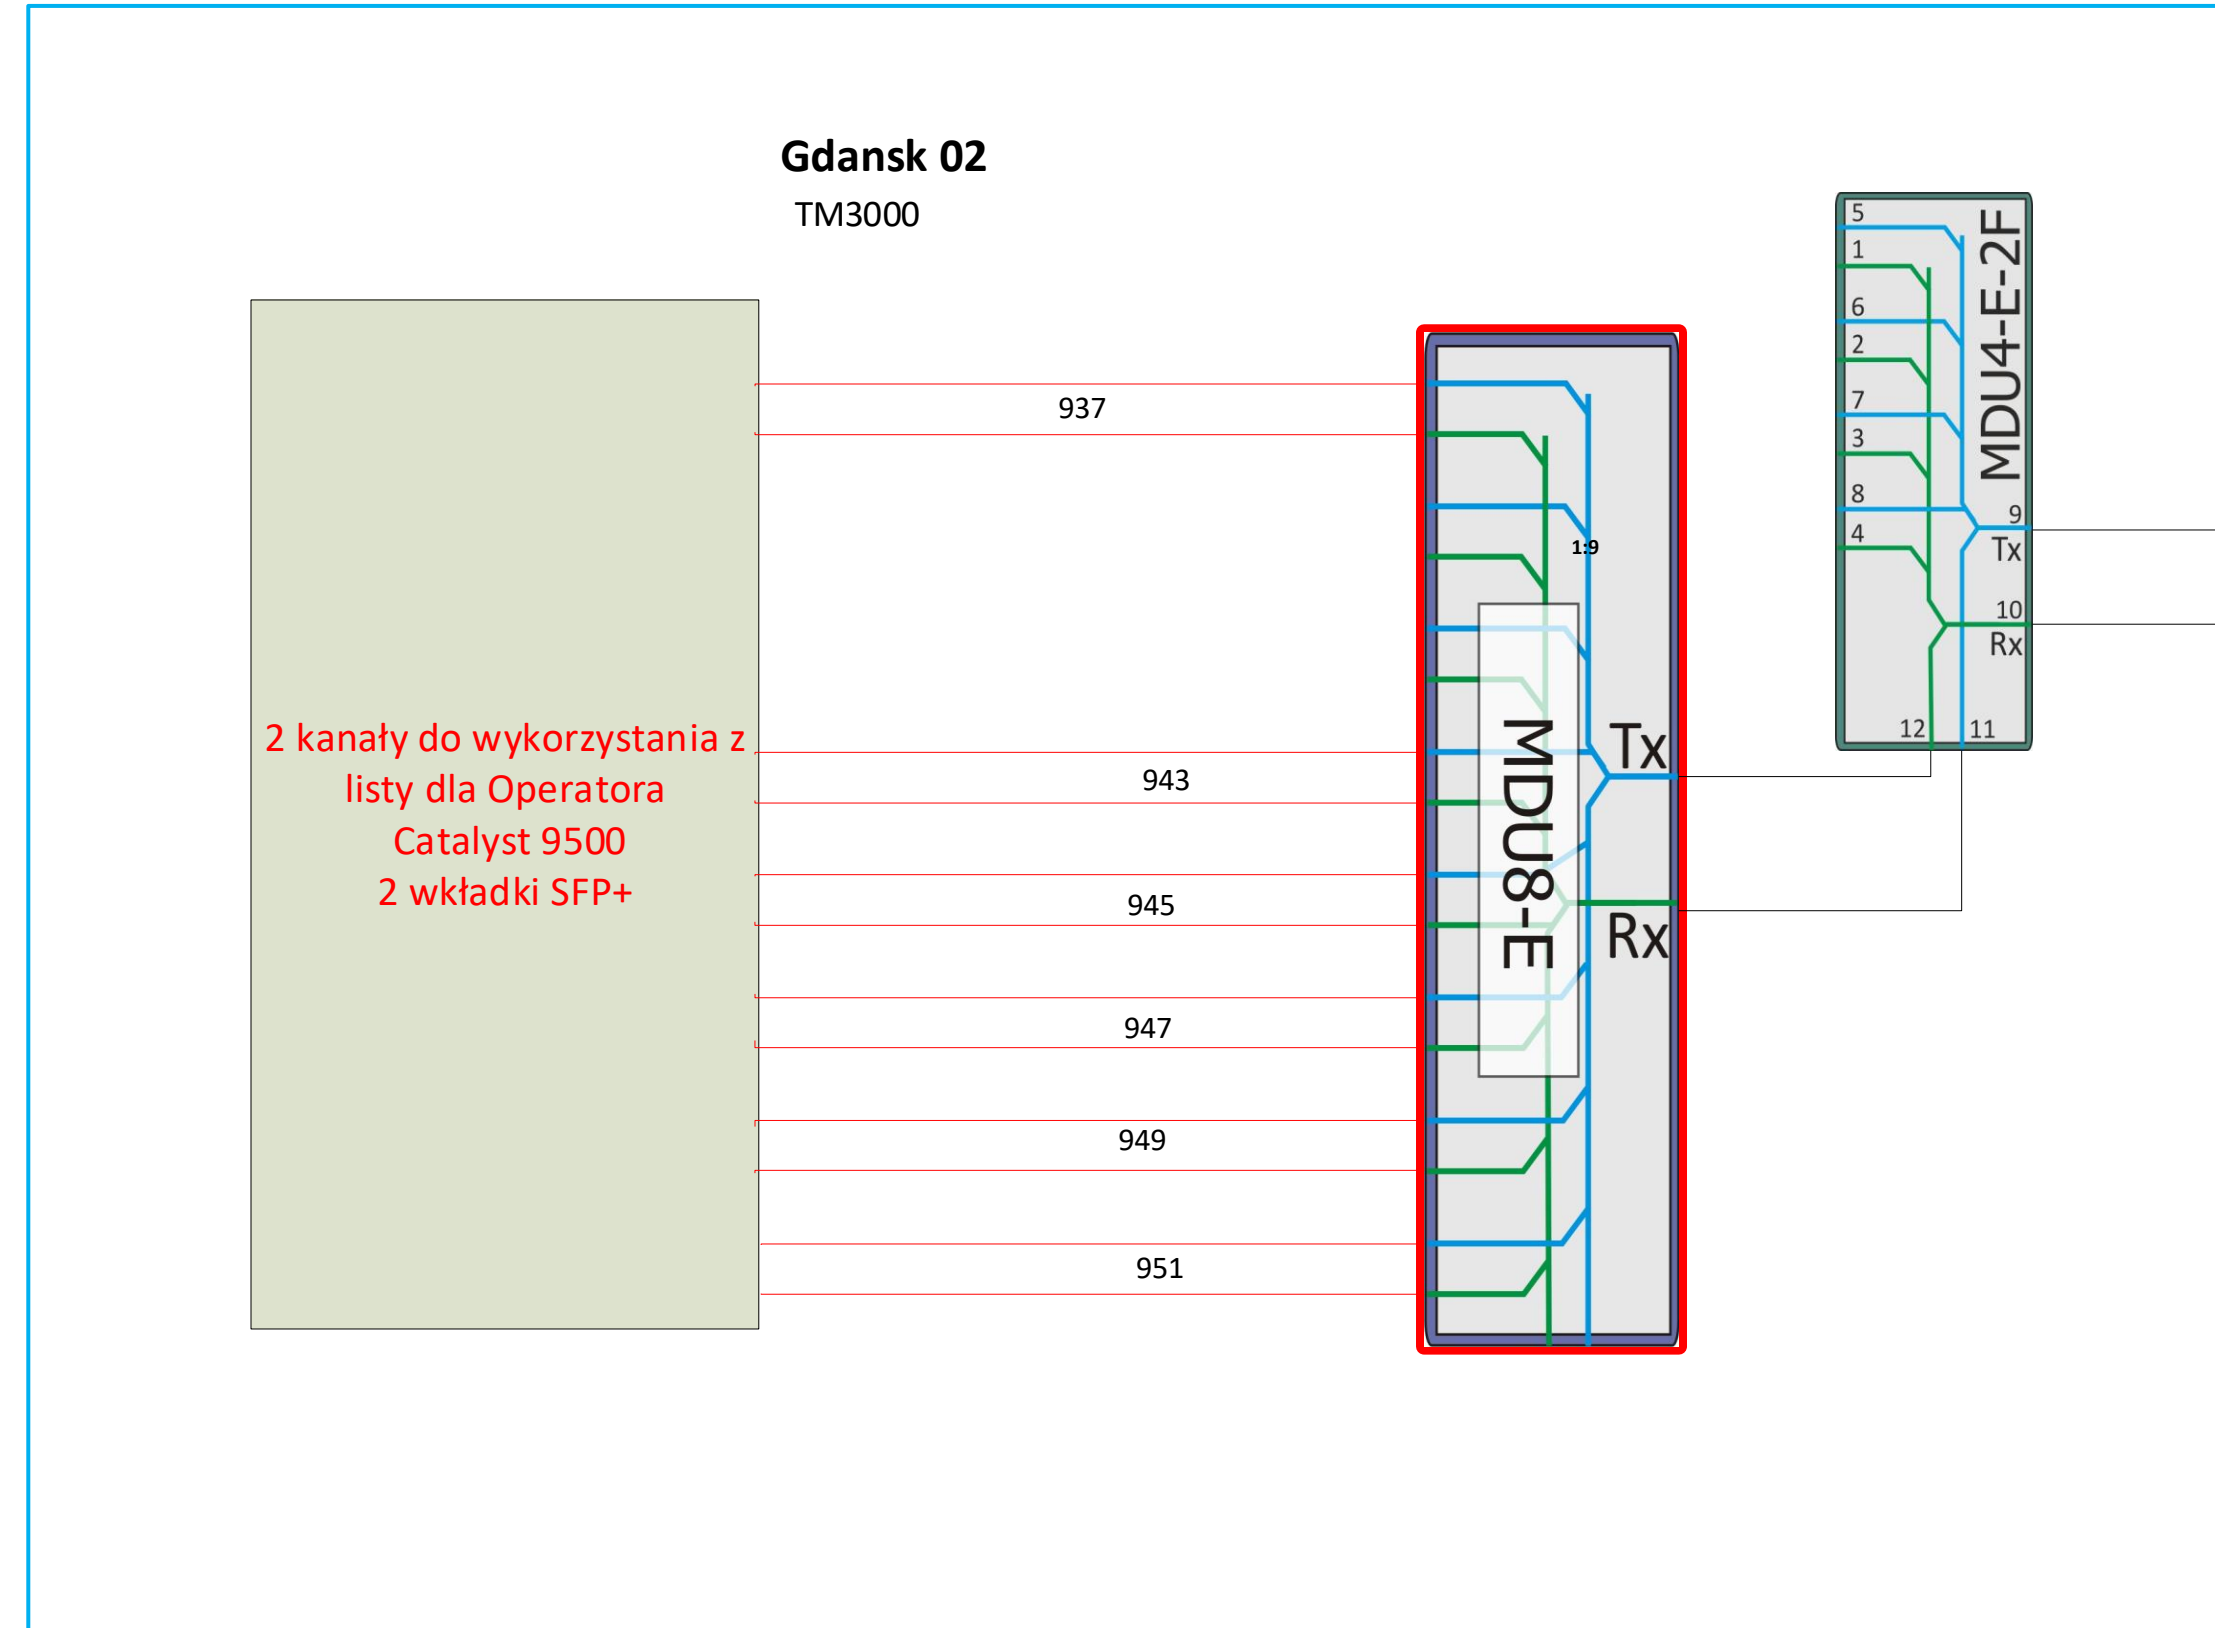 Gdansk 02
TM3000
5
1
6
2
7
3
8
4
MDU4-E-2F
9
Tx
10
Rx
12
11
937
1:9
943
945
947
949
951
MDU8-E
Tx
Rx
2 kanały do wykorzystania z
listy dla Operatora
Catalyst 9500
2 wkładki SFP+